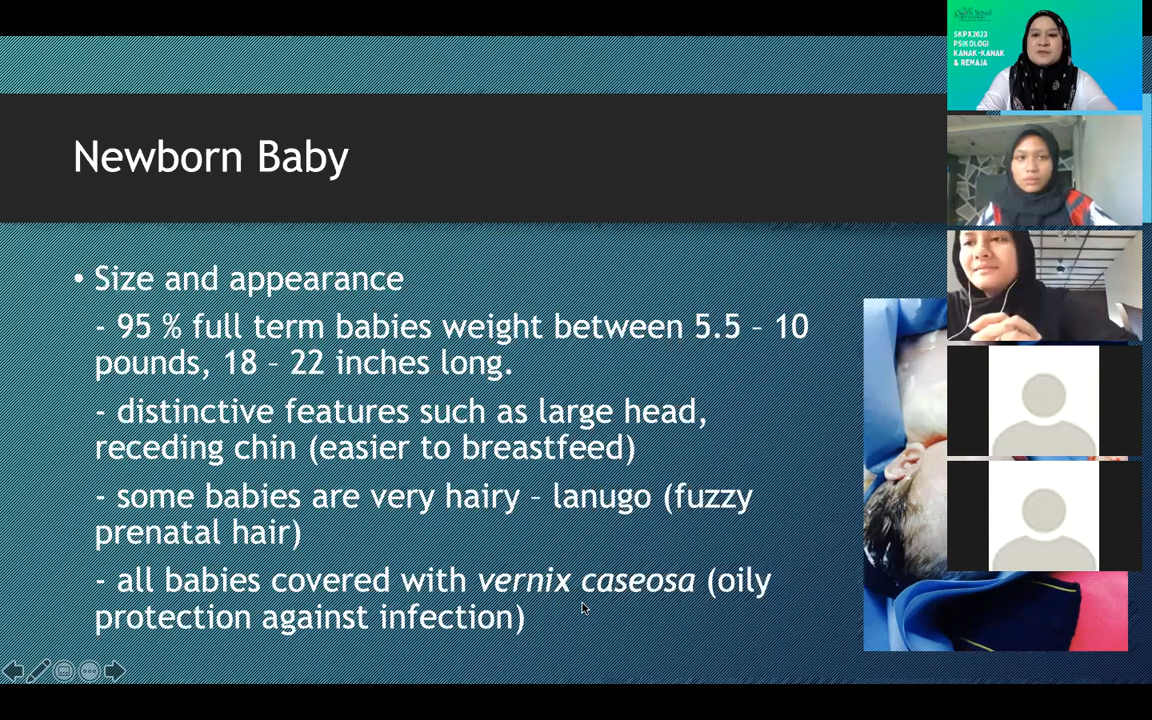 Newborn Baby
• Size and appearance
- 95 % full term babies weight between 5.5 – 10
pounds, 18 – 22 inches long.
- distinctive features such as large head,
receding chin (easier to breastfeed)
- some babies are very hairy – lanugo (fuzzy
prenatal hair)
- all babies covered with vernix caseosa (oily
protection against infection)
SKPX2023
PSIKOLOGI
KANAK-KANAK
& REMAJA